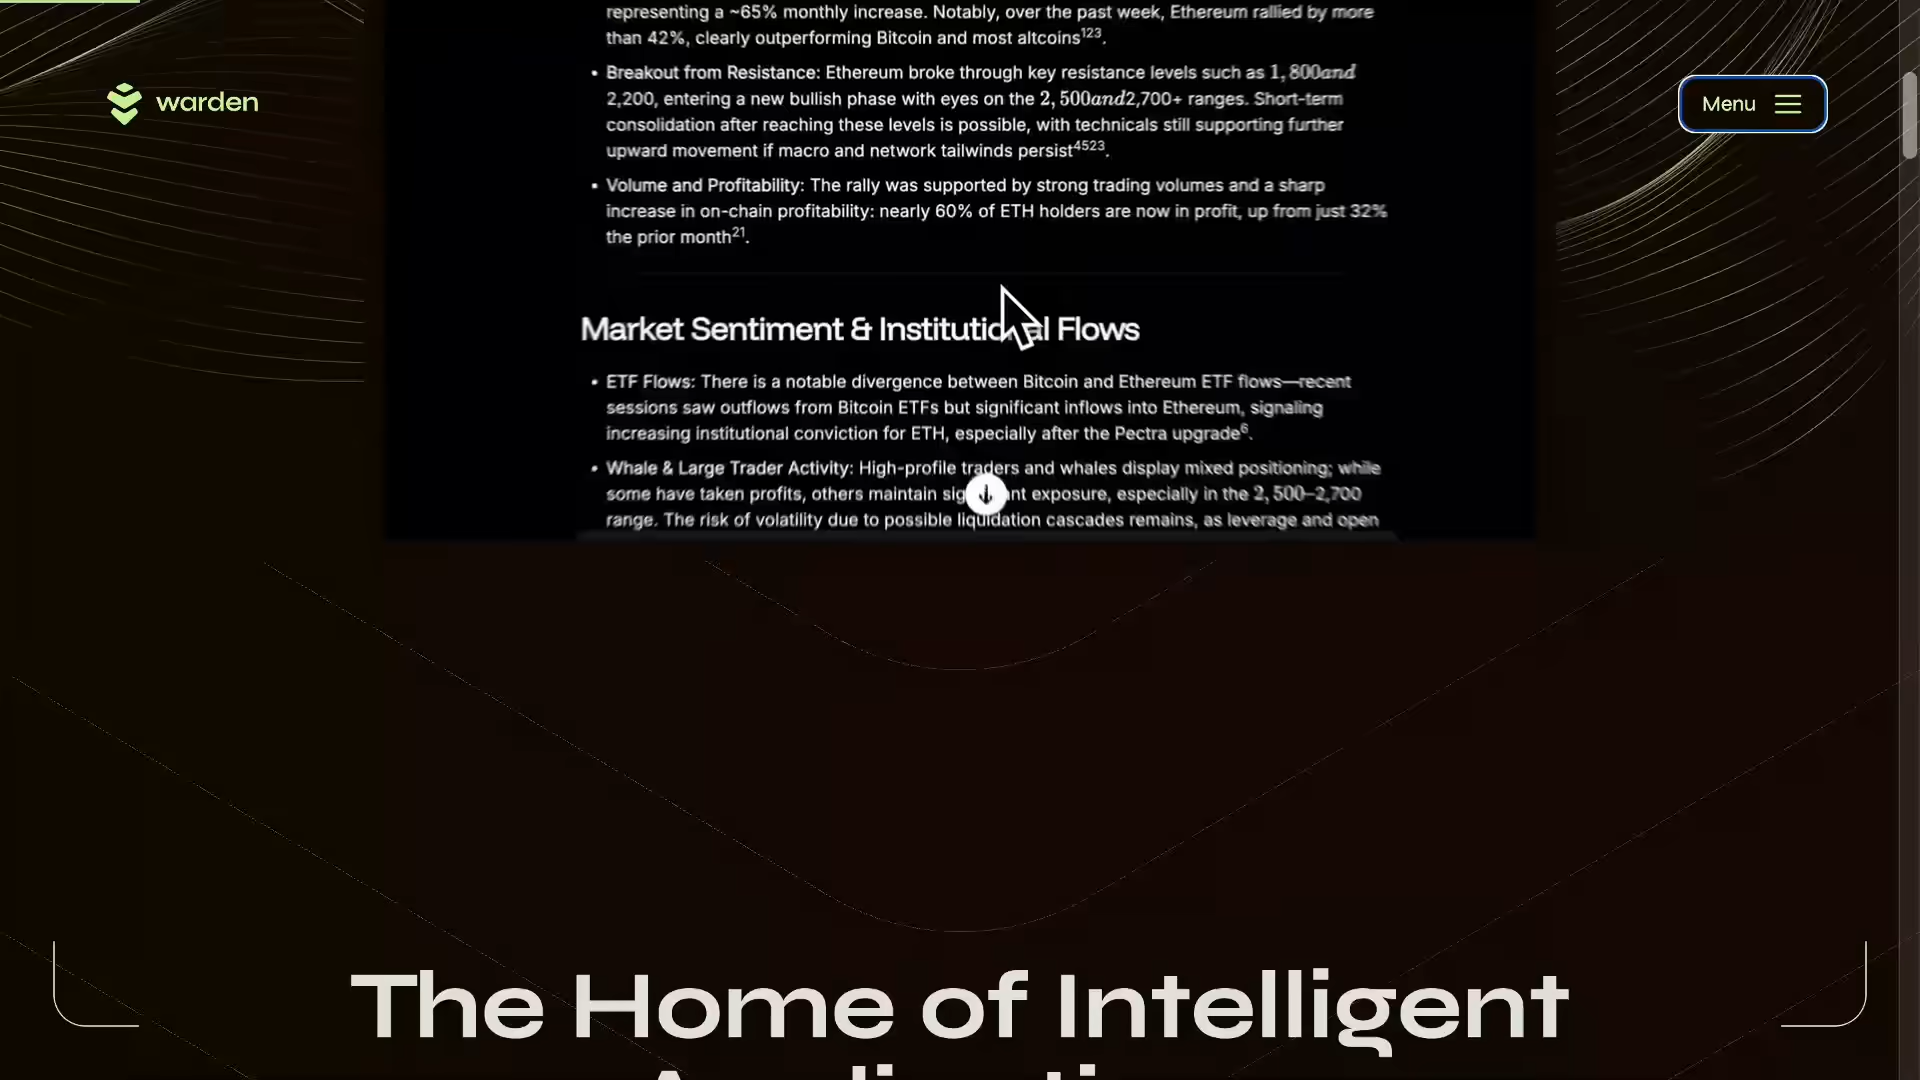 representing a ~65% monthly increase. Notably, over the past week, Ethereum rallied by more
than 42%, clearly outperforming Bitcoin and most altcoins¹²³.
warden
Menu
• Breakout from Resistance: Ethereum broke through key resistance levels such as 1,800and
2,200, entering a new bullish phase with eyes on the 2,500and2,700+ ranges. Short-term
consolidation after reaching these levels is possible, with technicals still supporting further
upward movement if macro and network tailwinds persist⁴⁵²³.
• Volume and Profitability: The rally was supported by strong trading volumes and a sharp
increase in on-chain profitability: nearly 60% of ETH holders are now in profit, up from just 32%
the prior month²¹.
Market Sentiment & Institutional Flows
• ETF Flows: There is a notable divergence between Bitcoin and Ethereum ETF flows—recent
sessions saw outflows from Bitcoin ETFs but significant inflows into Ethereum, signaling
increasing institutional conviction for ETH, especially after the Pectra upgrade⁶.
• Whale & Large Trader Activity: High-profile traders and whales display mixed positioning; while
some have taken profits, others maintain significant exposure, especially in the 2,500–2,700
range. The risk of volatility due to possible liquidation cascades remains, as leverage and open
The Home of Intelligent